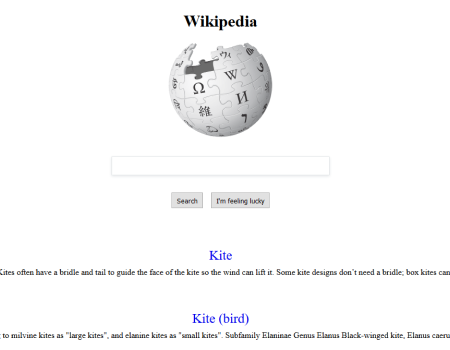 Wikipedia
Ω
W
И
維
7
Search
I'm feeling lucky
Kite
Kites often have a bridle and tail to guide the face of the kite so the wind can lift it. Some kite designs don't need a bridle; box kites can
Kite (bird)
to milvine kites as "large kites", and elanine kites as "small kites". Subfamily Elaninae Genus Elanus Black-winged kite, Elanus caeru